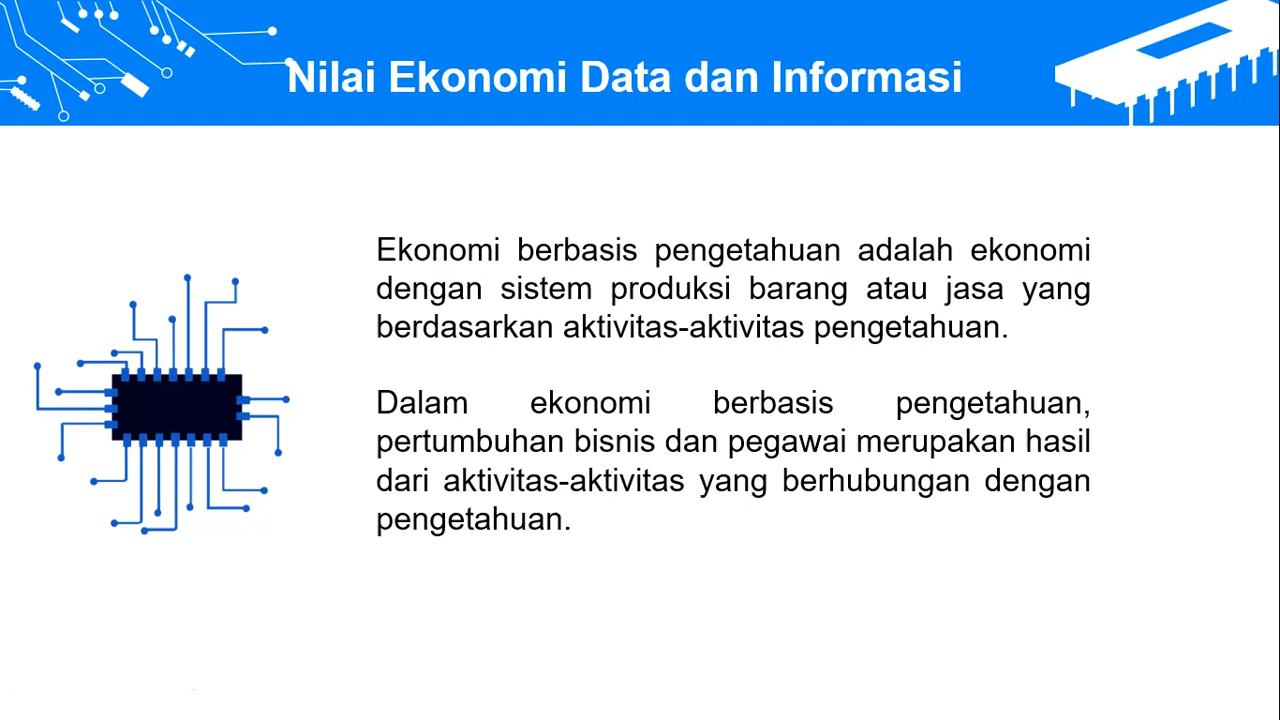 Nilai Ekonomi Data dan Informasi
Ekonomi berbasis pengetahuan adalah ekonomi
dengan sistem produksi barang atau jasa yang
berdasarkan aktivitas-aktivitas pengetahuan.
Dalam ekonomi berbasis pengetahuan,
pertumbuhan bisnis dan pegawai merupakan hasil
dari aktivitas-aktivitas yang berhubungan dengan
pengetahuan.